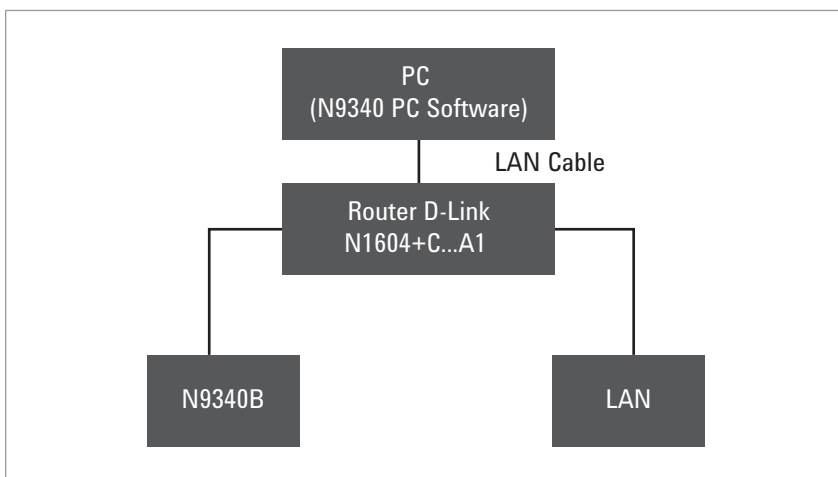 PC
(N9340 PC Software)
LAN Cable
Router D-Link
N1604+C...A1
N9340B
LAN